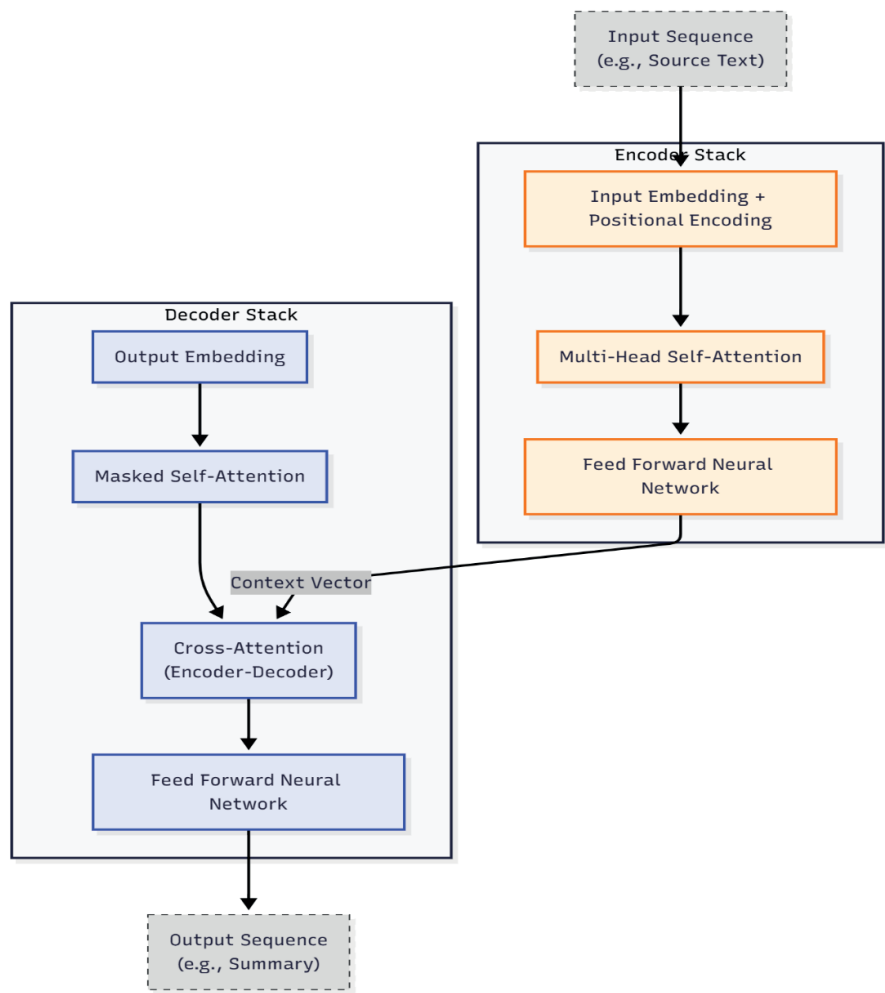 Input Sequence
(e.g., Source Text)
Encoder Stack
Input Embedding +
Positional Encoding
Multi-Head Self-Attention
Feed Forward Neural
Network
Decoder Stack
Output Embedding
Masked Self-Attention
Context Vector
Cross-Attention
(Encoder-Decoder)
Feed Forward Neural
Network
Output Sequence
(e.g., Summary)